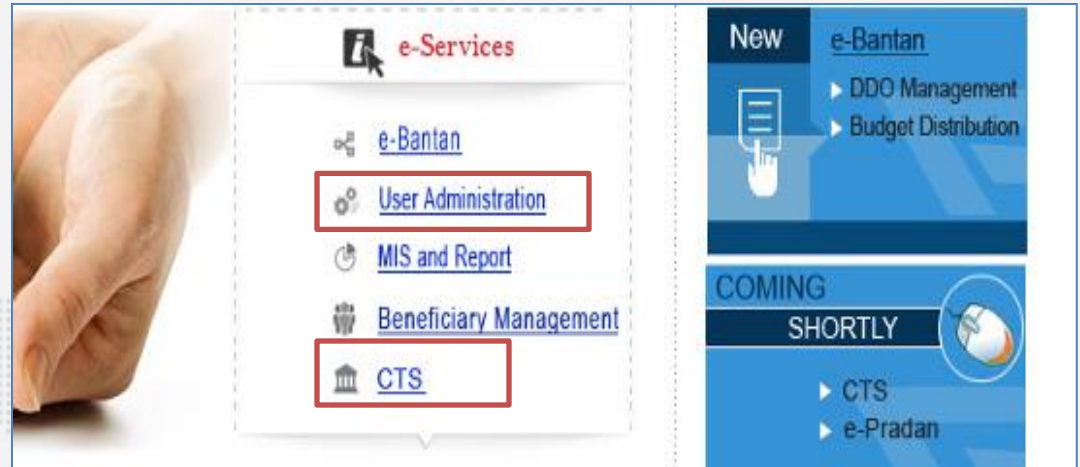 e-Services
e-Bantan
User Administration
MIS and Report
Beneficiary Management
CTS
New
e-Bantan
DDO Management
Budget Distribution
COMING
SHORTLY
CTS
e-Pradan